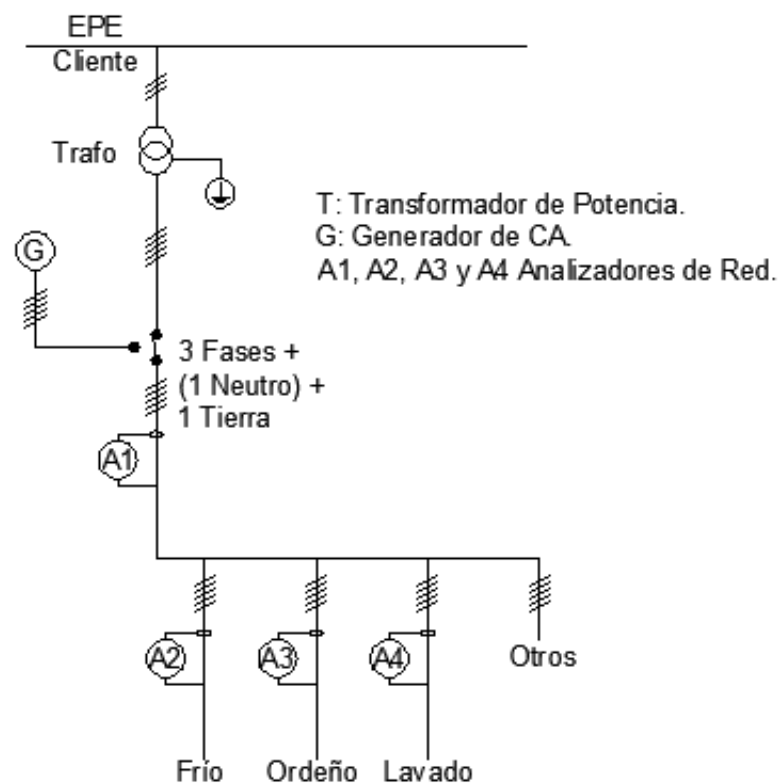 EPE
Cliente
Trafo
T: Transformador de Potencia.
G: Generador de CA.
A1, A2, A3 y A4 Analizadores de Red.
G
3 Fases +
(1 Neutro) +
1 Tierra
A1
A2
A3
A4
Otros
Frío
Ordeño
Lavado